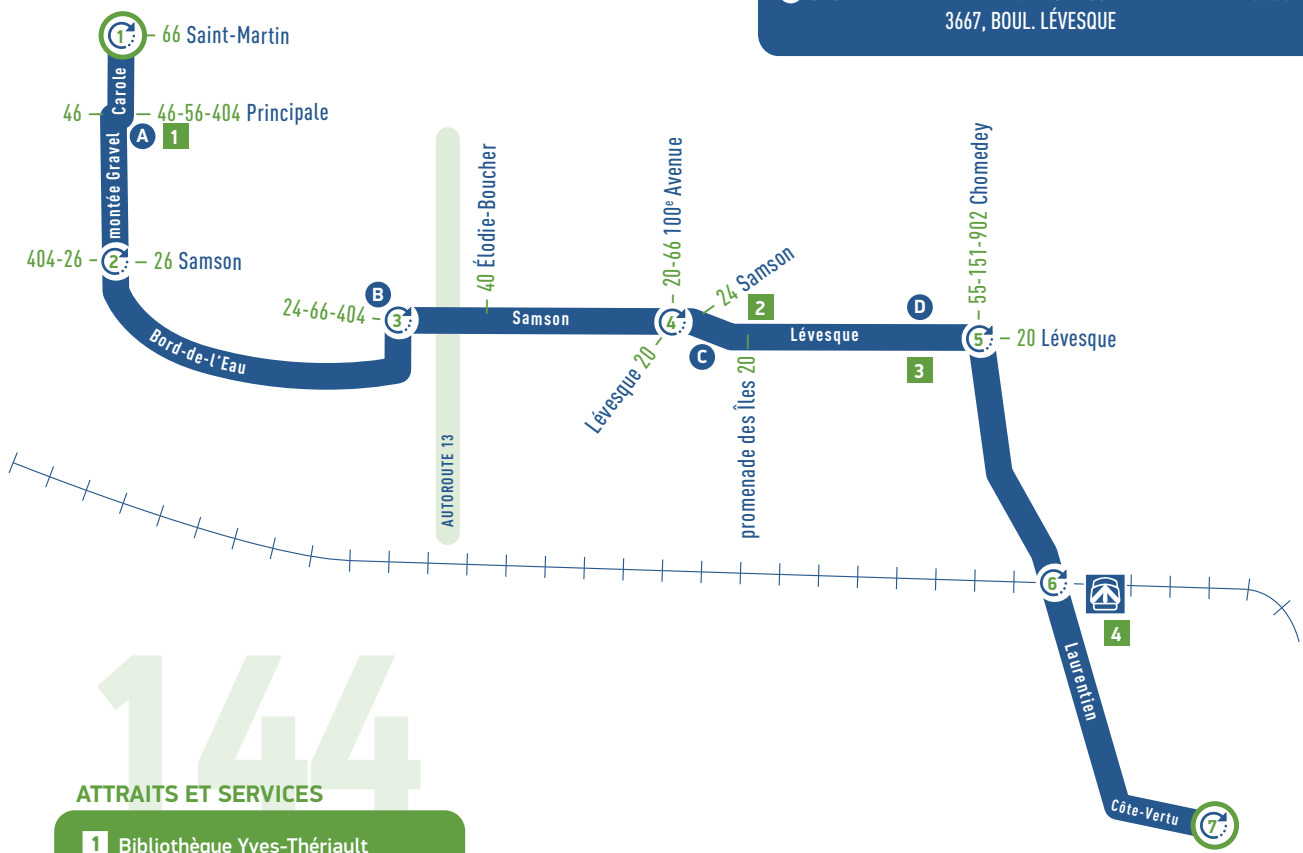 3667, BOUL. LÉVESQUE
1
66 Saint-Martin
Carole
46
46-56-404 Principale
A
1
montée Gravel
404-26
2
26 Samson
Bord-de-l'Eau
24-66-404
B
3
AUTOROUTE 13
40 Élodie-Boucher
Samson
20-66 100e Avenue
4
Lévesque 20
24 Samson
C
2
promenade des Îles 20
Lévesque
D
3
55-151-902 Chomedey
5
20 Lévesque
6
4
Laurentien
Côte-Vertu
7
144
ATTRAITS ET SERVICES
1 Bibliothèque Yves-Thériault